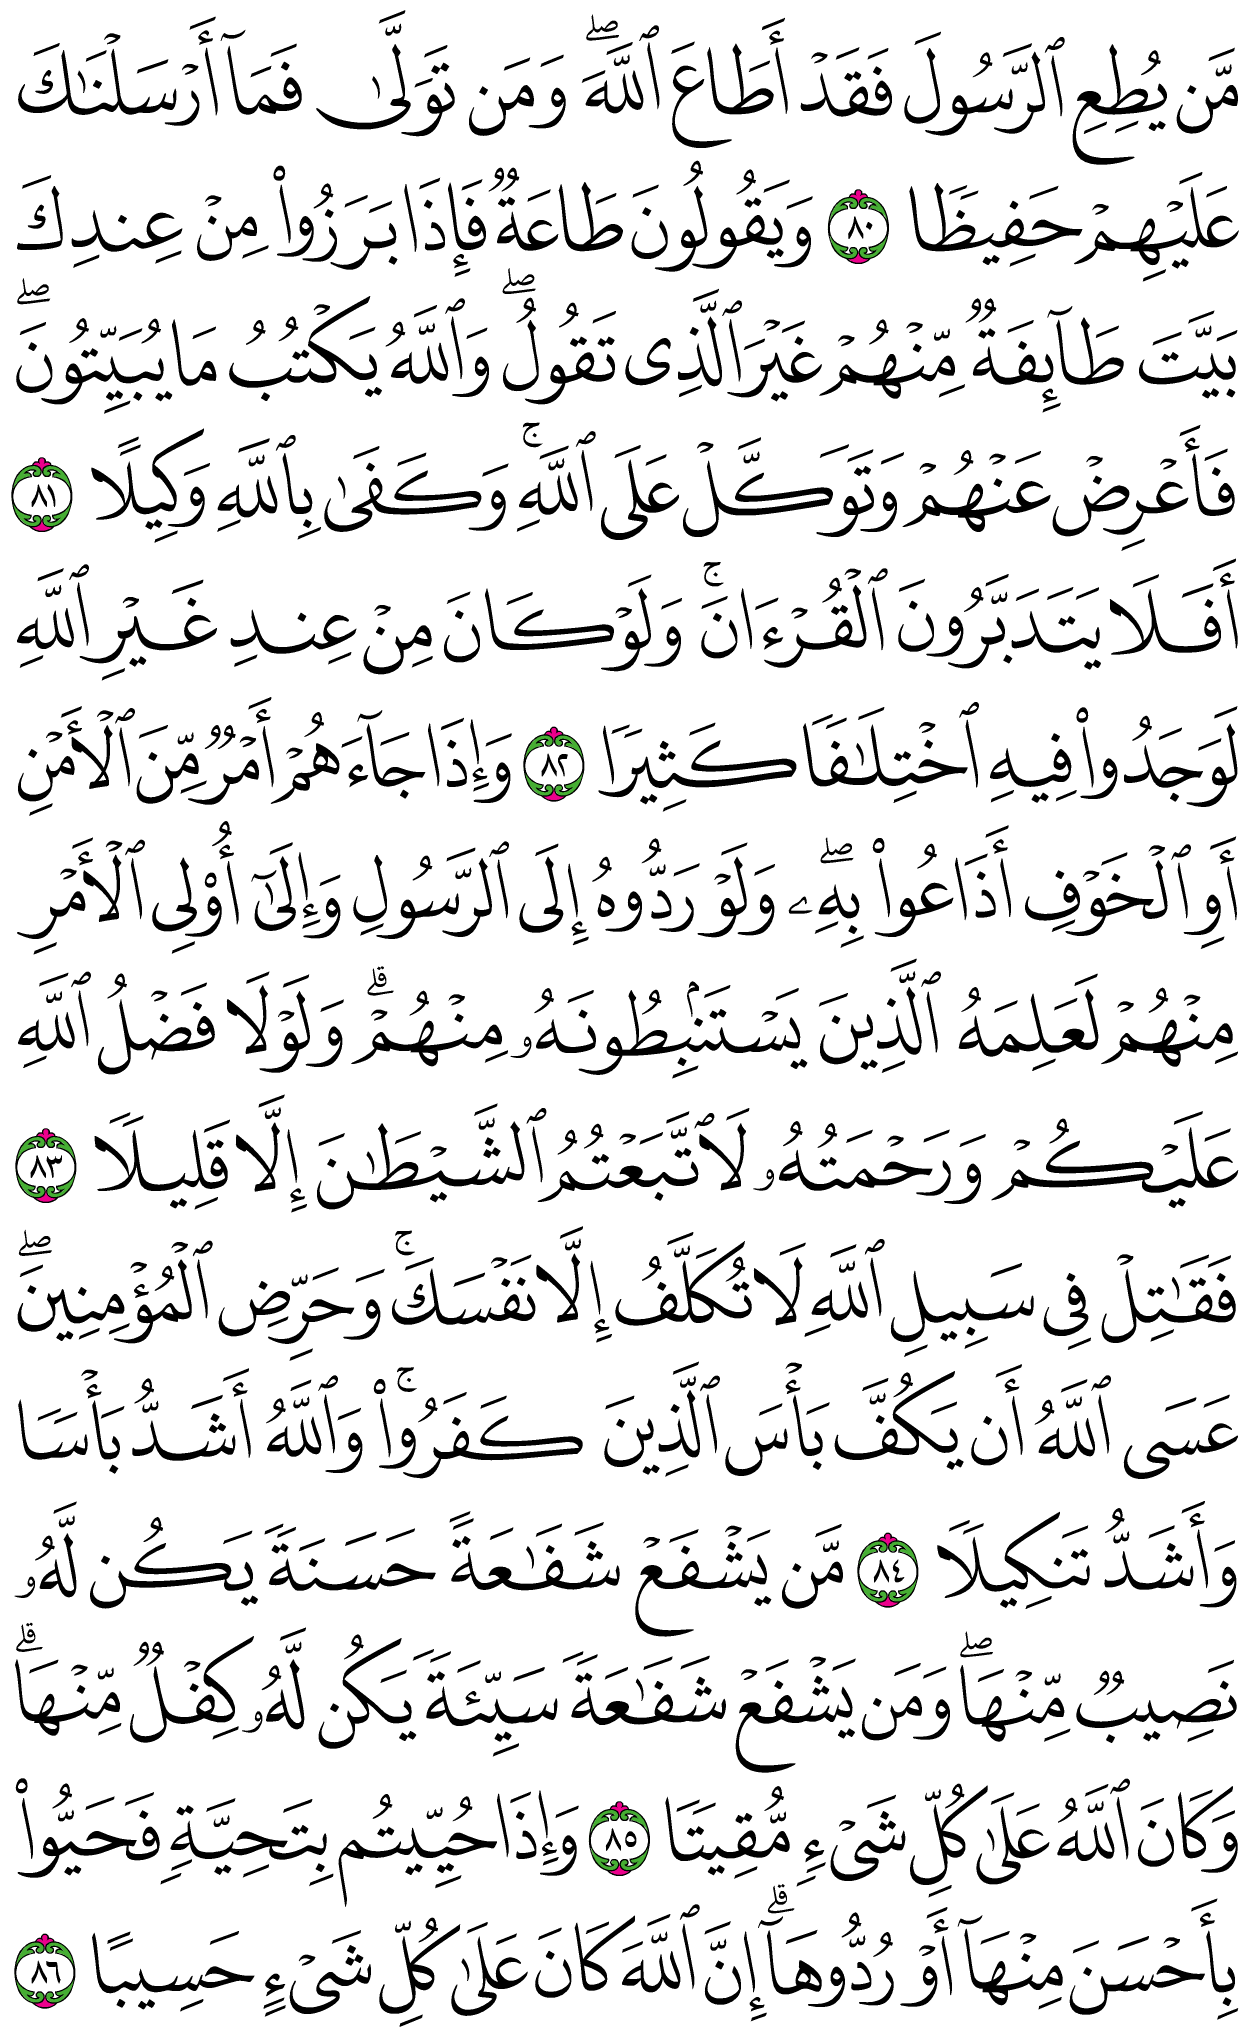 مَّن يُطِعِ ٱلرَّسُولَ فَقَدۡ أَطَاعَ ٱللَّهَۖ وَمَن تَوَلَّىٰ فَمَآ أَرۡسَلۡنَٰكَ
عَلَيۡهِمۡ حَفِيظٗا ٨٠ وَيَقُولُونَ طَاعَةٞ فَإِذَا بَرَزُواْ مِنۡ عِندِكَ
بَيَّتَ طَآئِفَةٞ مِّنۡهُمۡ غَيۡرَ ٱلَّذِي تَقُولُۖ وَٱللَّهُ يَكۡتُبُ مَا يُبَيِّتُونَۖ
فَأَعۡرِضۡ عَنۡهُمۡ وَتَوَكَّلۡ عَلَى ٱللَّهِۚ وَكَفَىٰ بِٱللَّهِ وَكِيلًا ٨١
أَفَلَا يَتَدَبَّرُونَ ٱلۡقُرۡءَانَۚ وَلَوۡ كَانَ مِنۡ عِندِ غَيۡرِ ٱللَّهِ
لَوَجَدُواْ فِيهِ ٱخۡتِلَٰفٗا كَثِيرٗا ٨٢ وَإِذَا جَآءَهُمۡ أَمۡرٞ مِّنَ ٱلۡأَمۡنِ
أَوِ ٱلۡخَوۡفِ أَذَاعُواْ بِهِۦۖ وَلَوۡ رَدُّوهُ إِلَى ٱلرَّسُولِ وَإِلَىٰٓ أُوْلِي ٱلۡأَمۡرِ
مِنۡهُمۡ لَعَلِمَهُ ٱلَّذِينَ يَسۡتَنۢبِطُونَهُۥ مِنۡهُمۡۗ وَلَوۡلَا فَضۡلُ ٱللَّهِ
عَلَيۡكُمۡ وَرَحۡمَتُهُۥ لَٱتَّبَعۡتُمُ ٱلشَّيۡطَٰنَ إِلَّا قَلِيلٗا ٨٣
فَقَٰتِلۡ فِي سَبِيلِ ٱللَّهِ لَا تُكَلَّفُ إِلَّا نَفۡسَكَۚ وَحَرِّضِ ٱلۡمُؤۡمِنِينَۖ
عَسَى ٱللَّهُ أَن يَكُفَّ بَأۡسَ ٱلَّذِينَ كَفَرُواْۚ وَٱللَّهُ أَشَدُّ بَأۡسٗا
وَأَشَدُّ تَنكِيلٗا ٨٤ مَّن يَشۡفَعۡ شَفَٰعَةً حَسَنَةٗ يَكُن لَّهُۥ
نَصِيبٞ مِّنۡهَاۖ وَمَن يَشۡفَعۡ شَفَٰعَةٗ سَيِّئَةٗ يَكُن لَّهُۥ كِفۡلٞ مِّنۡهَاۗ
وَكَانَ ٱللَّهُ عَلَىٰ كُلِّ شَيۡءٖ مُّقِيتٗا ٨٥ وَإِذَا حُيِّيتُم بِتَحِيَّةٖ فَحَيُّواْ
بِأَحۡسَنَ مِنۡهَآ أَوۡ رُدُّوهَآۗ إِنَّ ٱللَّهَ كَانَ عَلَىٰ كُلِّ شَيۡءٍ حَسِيبًا ٨٦